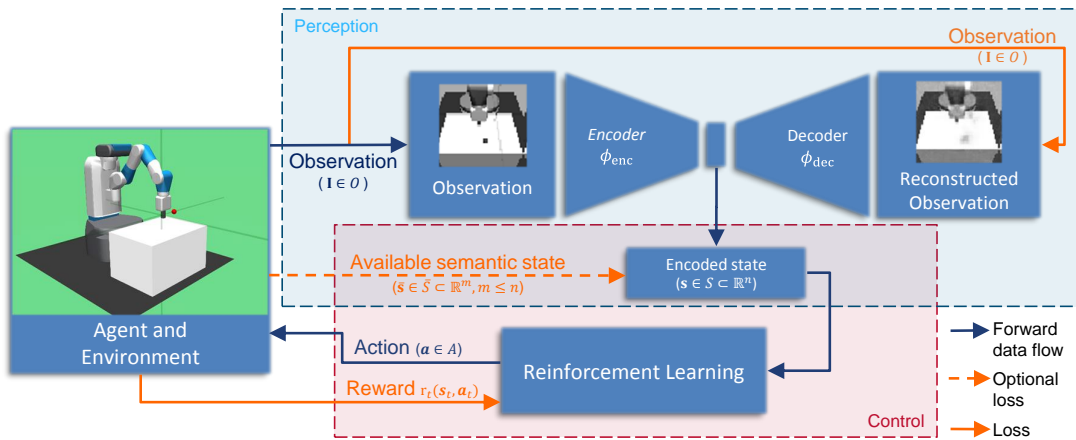 Perception
Observation
( I ∈ O )
Observation
( I ∈ O )
Observation
Encoder
ϕenc
Decoder
ϕdec
Reconstructed
Observation
Available semantic state
(s̄ ∈ S̄ ⊂ ℝᵐ, m ≤ n)
Encoded state
(s ∈ S ⊂ ℝⁿ)
Agent and
Environment
Action (a ∈ A)
Reward rₜ(sₜ, aₜ)
Reinforcement Learning
Control
Forward
data flow
Optional
loss
Loss